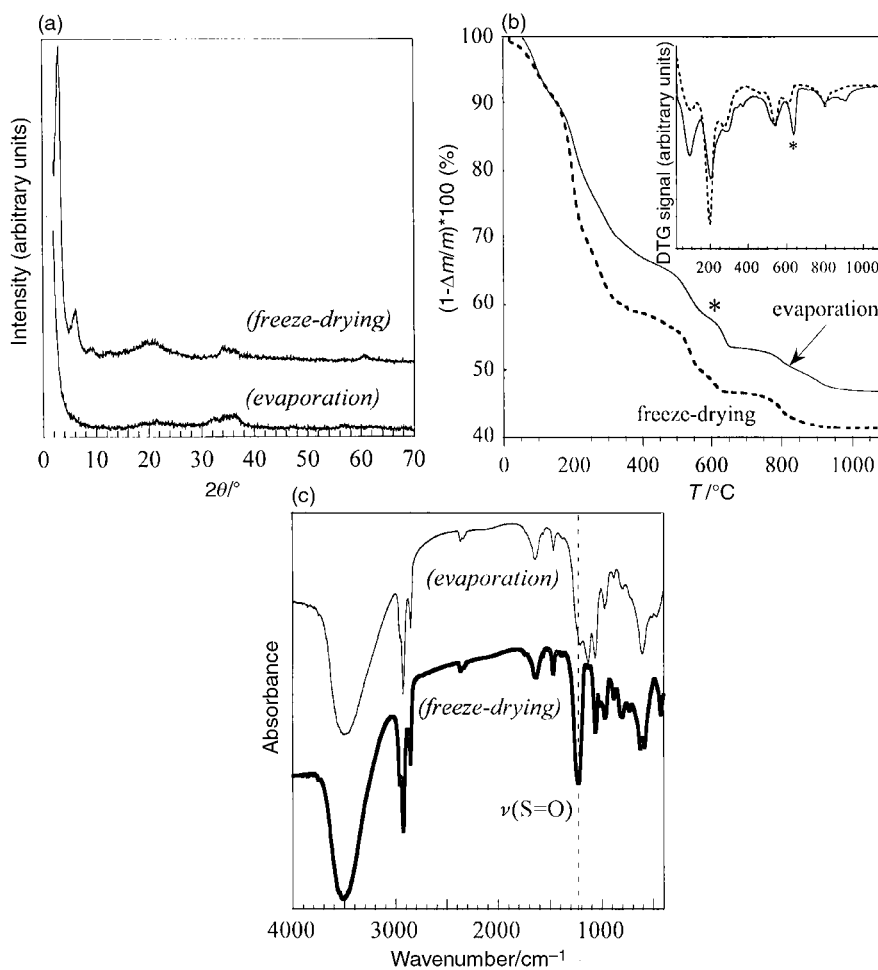 (a)
Intensity (arbitrary units)
(freeze-drying)
(evaporation)
0 10 20 30 40 50 60 70
2θ/°
(b)
(1-Δm/m)*100 (%)
100
90
80
70
60
50
40
DTG signal (arbitrary units)
*
200 400 600 800 1000
*
evaporation
freeze-drying
0 200 400 600 800 1000
T/°C
(c)
Absorbance
(evaporation)
(freeze-drying)
ν(S=O)
4000 3000 2000 1000
Wavenumber/cm⁻¹